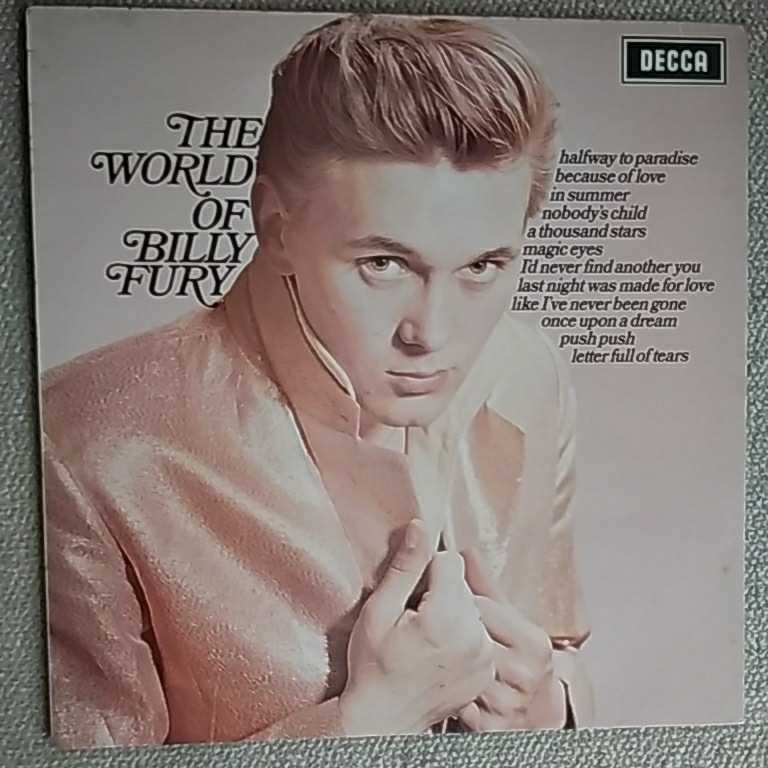 DECCA
THE
WORLD
OF
BILLY
FURY
halfway to paradise
because of love
in summer
nobody's child
a thousand stars
magic eyes
I'd never find another you
last night was made for love
like I've never been gone
once upon a dream
push push
letter full of tears